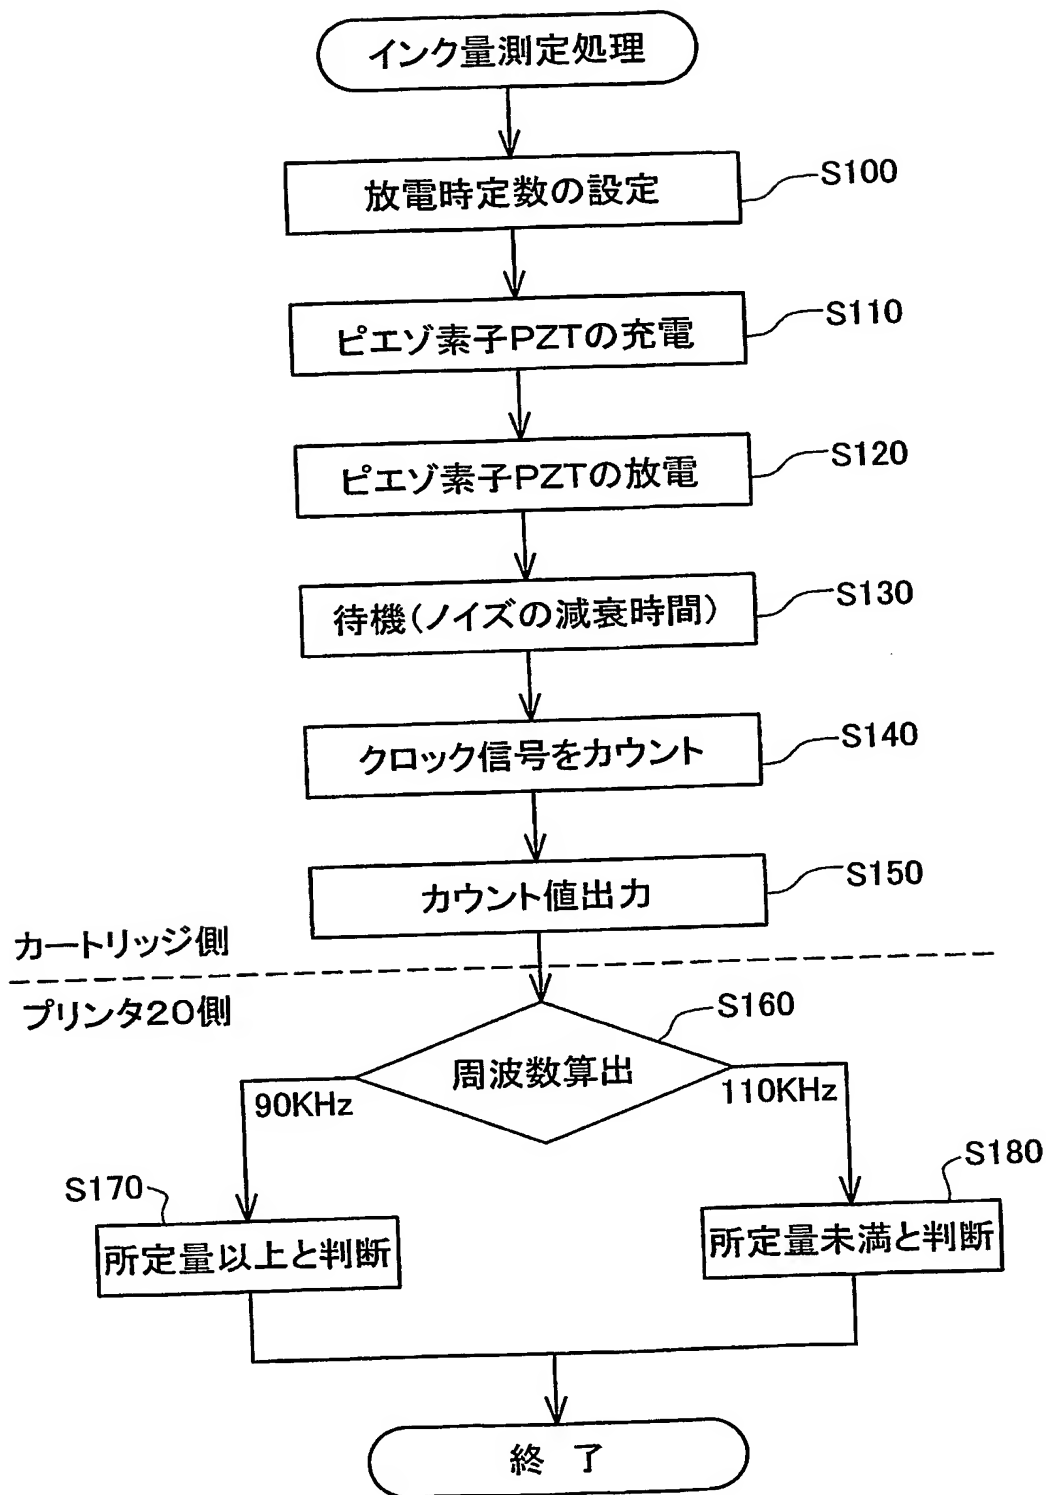 インク量測定処理
放電時定数の設定
S100
ピエゾ素子PZTの充電
S110
ピエゾ素子PZTの放電
S120
待機(ノイズの減衰時間)
S130
クロック信号をカウント
S140
カウント値出力
S150
カートリッジ側
プリンタ20側
S160
周波数算出
90KHz
110KHz
S170
S180
所定量以上と判断
所定量未満と判断
終 了